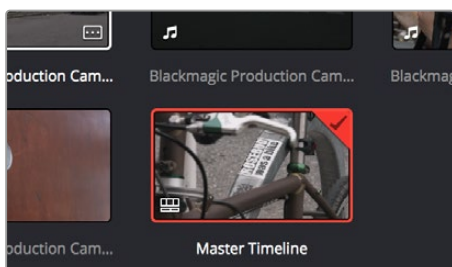 oduction Cam...
Blackmagic Production Cam...
Blackmag
oduction Cam...
Master Timeline